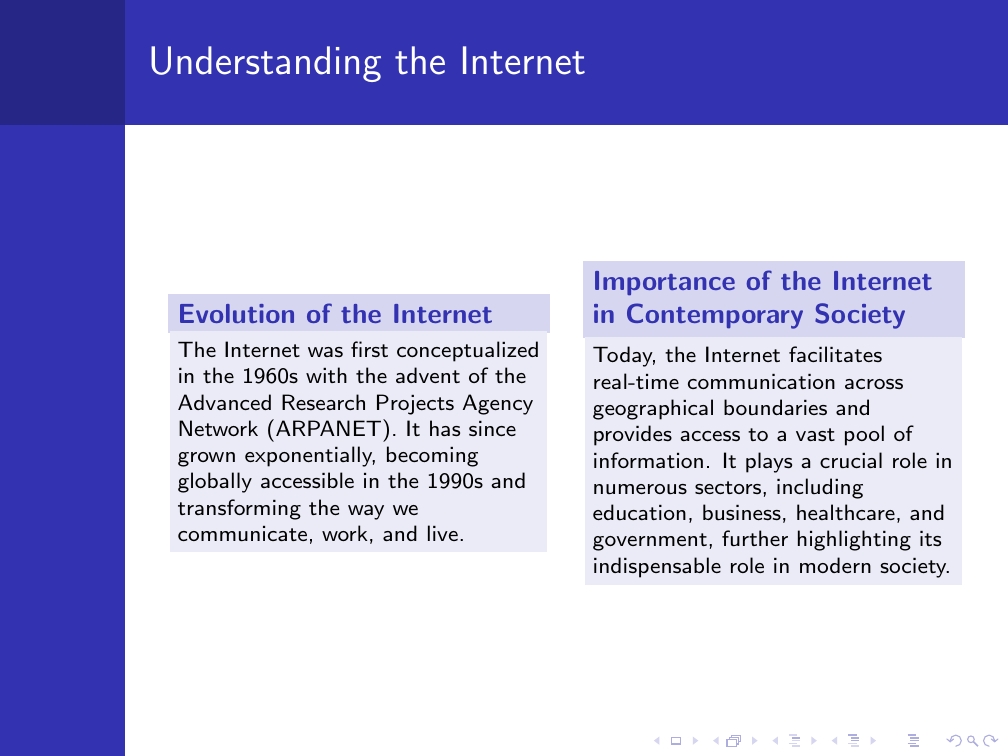 Understanding the Internet
Evolution of the Internet
The Internet was first conceptualized
in the 1960s with the advent of the
Advanced Research Projects Agency
Network (ARPANET). It has since
grown exponentially, becoming
globally accessible in the 1990s and
transforming the way we
communicate, work, and live.
Importance of the Internet
in Contemporary Society
Today, the Internet facilitates
real-time communication across
geographical boundaries and
provides access to a vast pool of
information. It plays a crucial role in
numerous sectors, including
education, business, healthcare, and
government, further highlighting its
indispensable role in modern society.